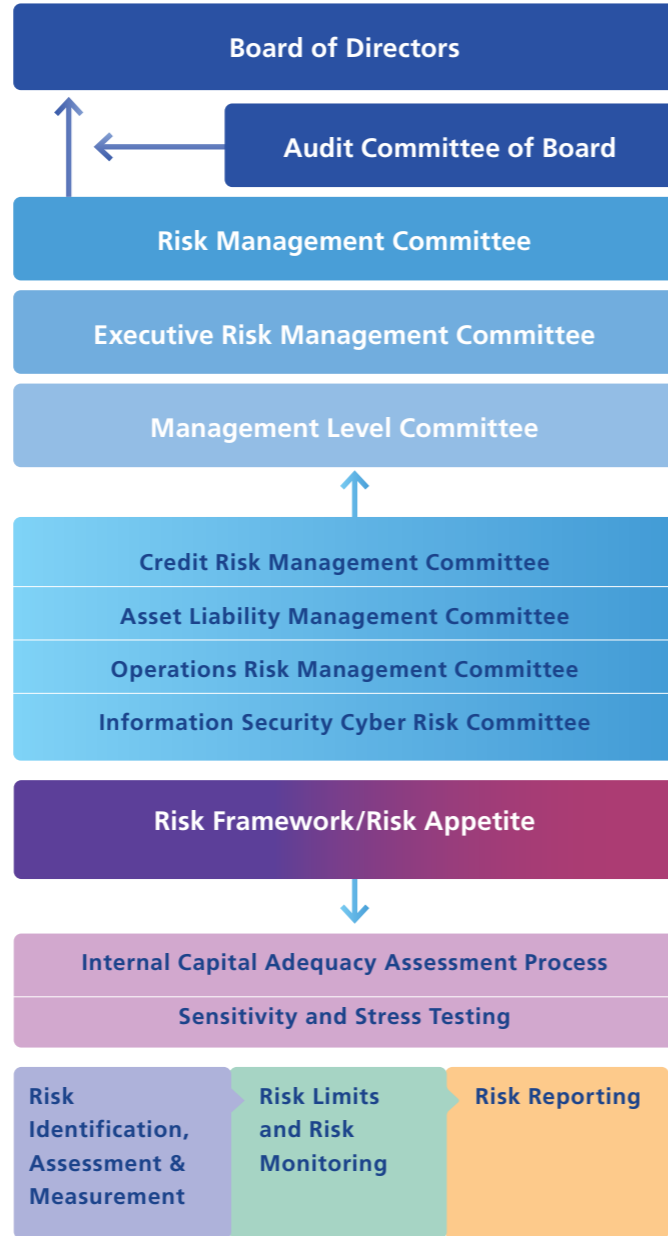 Board of Directors
Audit Committee of Board
Risk Management Committee
Executive Risk Management Committee
Management Level Committee
Credit Risk Management Committee
Asset Liability Management Committee
Operations Risk Management Committee
Information Security Cyber Risk Committee
Risk Framework/Risk Appetite
Internal Capital Adequacy Assessment Process
Sensitivity and Stress Testing
Risk
Identification,
Assessment &
Measurement
Risk Limits
and Risk
Monitoring
Risk Reporting